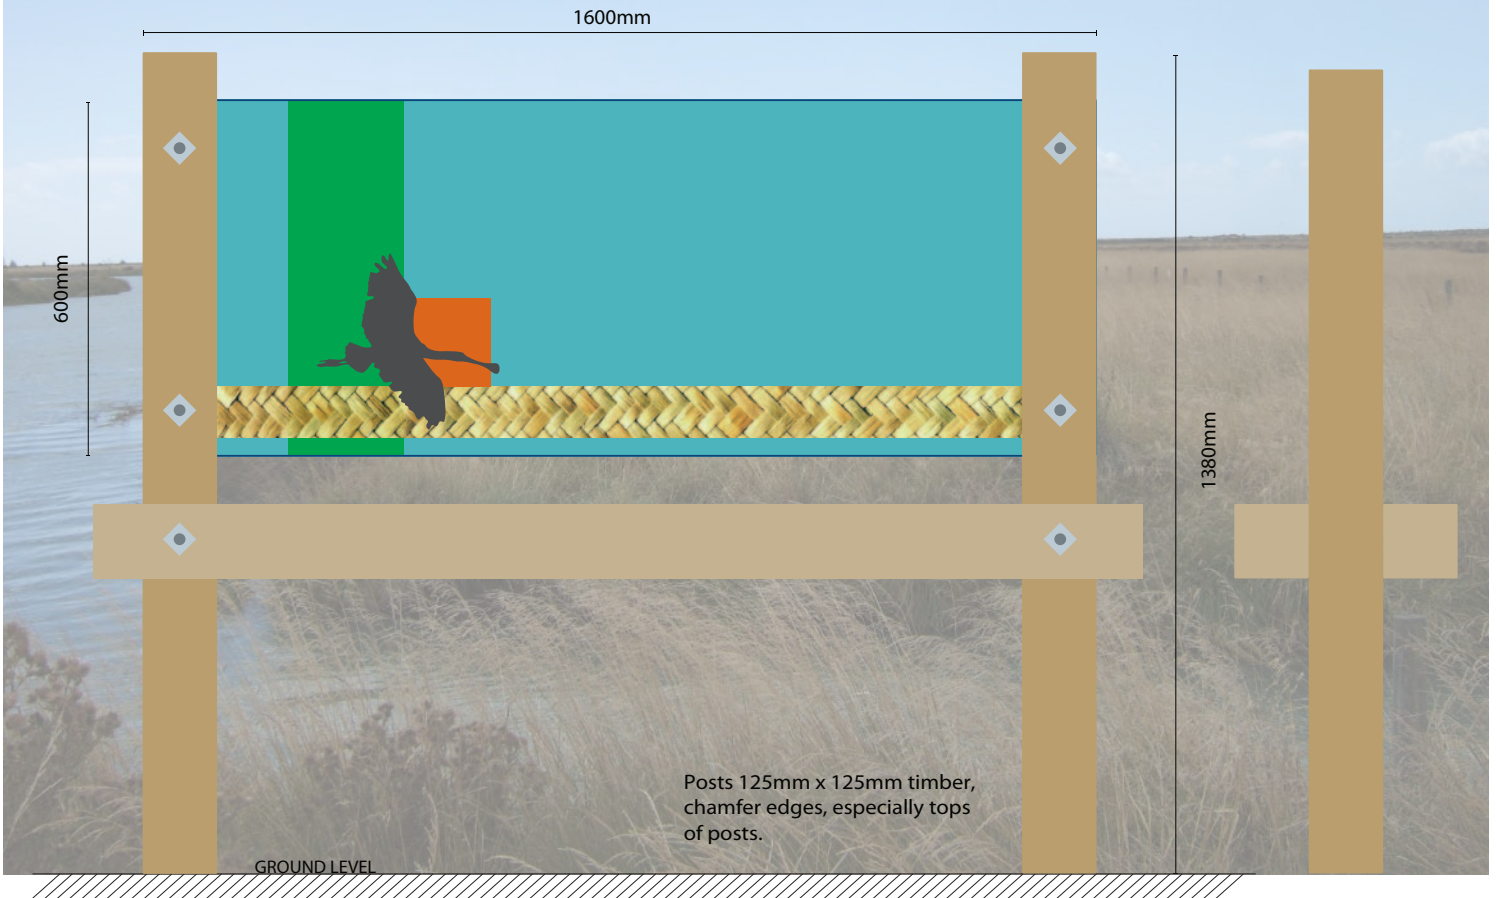 1600mm
600mm
1380mm
Posts 125mm x 125mm timber,
chamfer edges, especially tops
of posts.
GROUND LEVEL